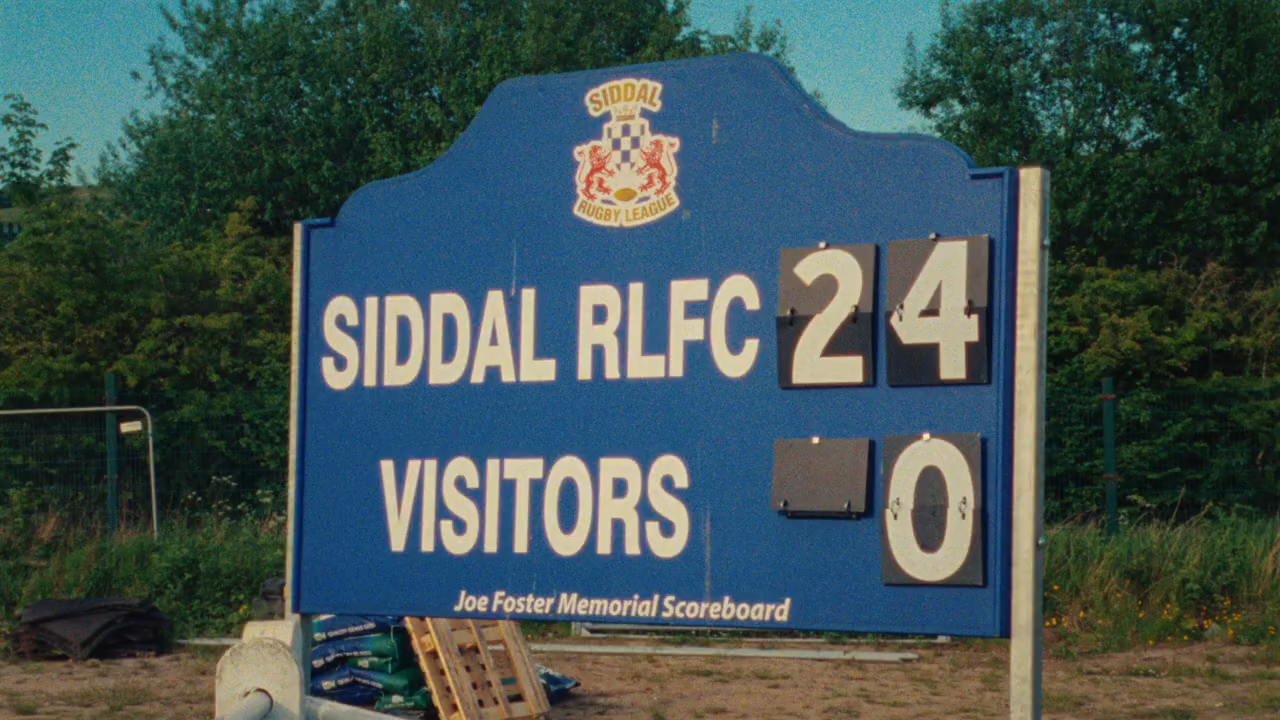 SIDDAL
RUGBY LEAGUE
SIDDAL RLFC 24
VISITORS 0
Joe Foster Memorial Scoreboard